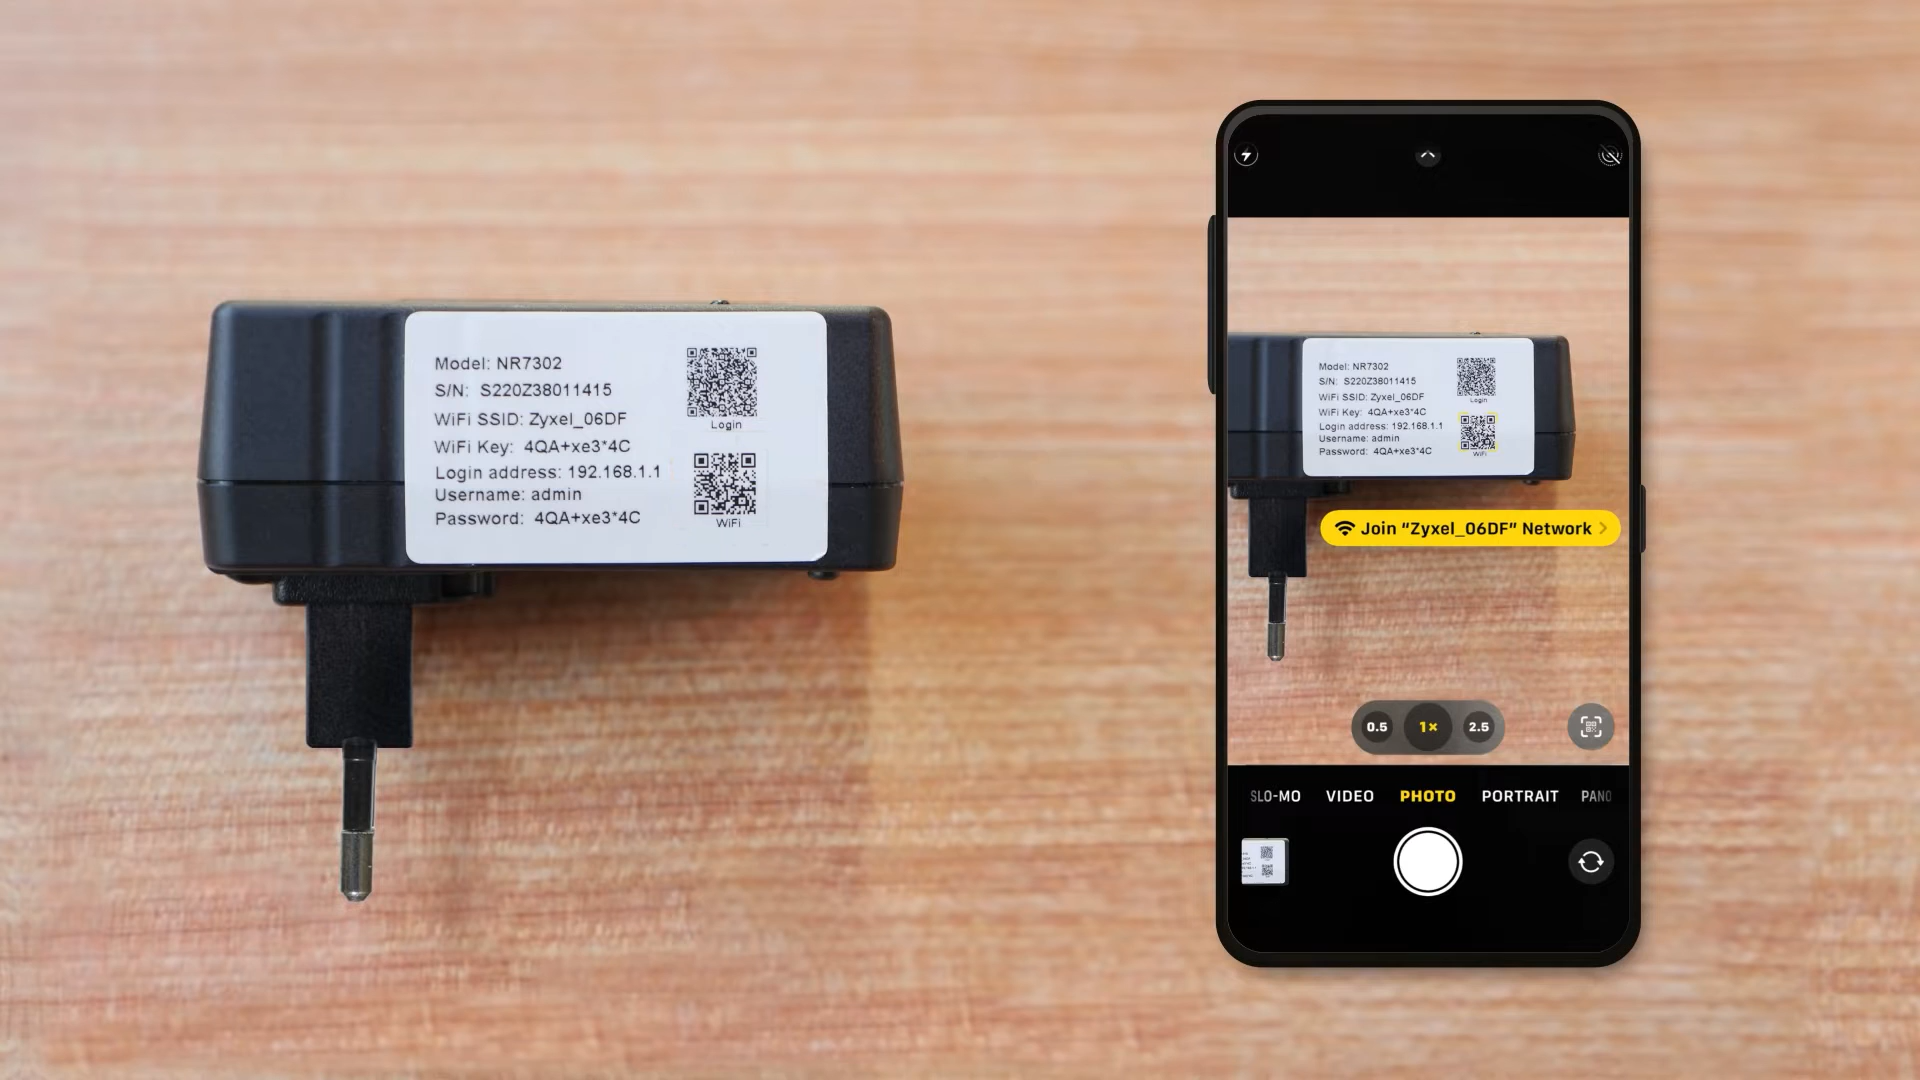 Model: NR7302
S/N: S220Z38011415
WiFi SSID: Zyxel_06DF
WiFi Key: 4QA+xe3*4C
Login address: 192.168.1.1
Username: admin
Password: 4QA+xe3*4C
Login
WiFi
Model: NR7302
S/N: S220Z38011415
WiFi SSID: Zyxel_06DF
WiFi Key: 4QA+xe3*4C
Login address: 192.168.1.1
Username: admin
Password: 4QA+xe3*4C
Login
WiFi
Join “Zyxel_06DF” Network
0.5 1× 2.5
SLO-MO VIDEO PHOTO PORTRAIT PANO